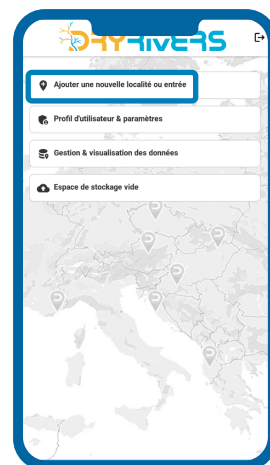 DRYRIVERS
Ajouter une nouvelle localité ou entrée
Profil d'utilisateur & paramètres
Gestion & visualisation des données
Espace de stockage vide